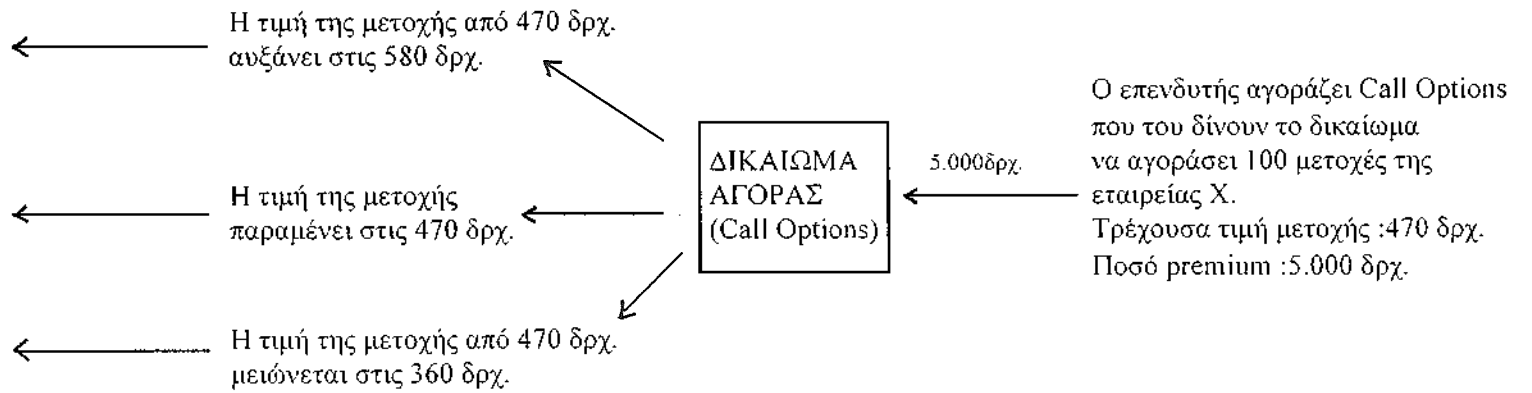 Η τιμή της μετοχής από 470 δρχ.
αυξάνει στις 580 δρχ.
Η τιμή της μετοχής
παραμένει στις 470 δρχ.
Η τιμή της μετοχής από 470 δρχ.
μειώνεται στις 360 δρχ.
ΔΙΚΑΙΩΜΑ
ΑΓΟΡΑΣ
(Call Options)
5.000δρχ.
Ο επενδυτής αγοράζει Call Options
που του δίνουν το δικαίωμα
να αγοράσει 100 μετοχές της
εταιρείας Χ.
Τρέχουσα τιμή μετοχής :470 δρχ.
Ποσό premium :5.000 δρχ.